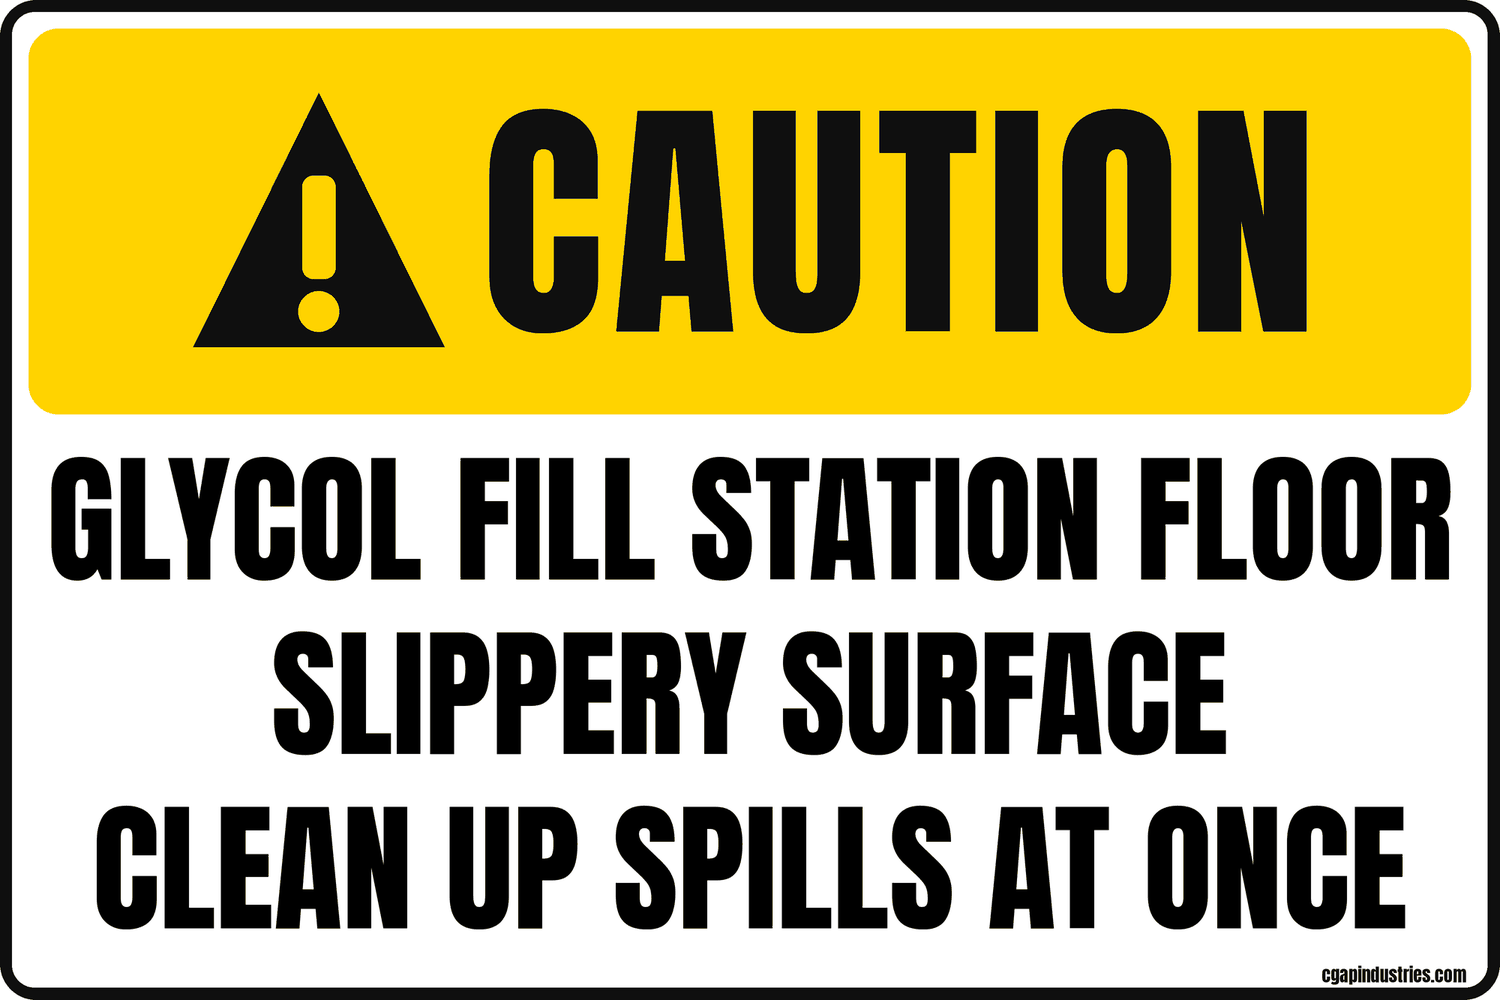 CAUTION
GLYCOL FILL STATION FLOOR
SLIPPERY SURFACE
CLEAN UP SPILLS AT ONCE
cgapindustries.com